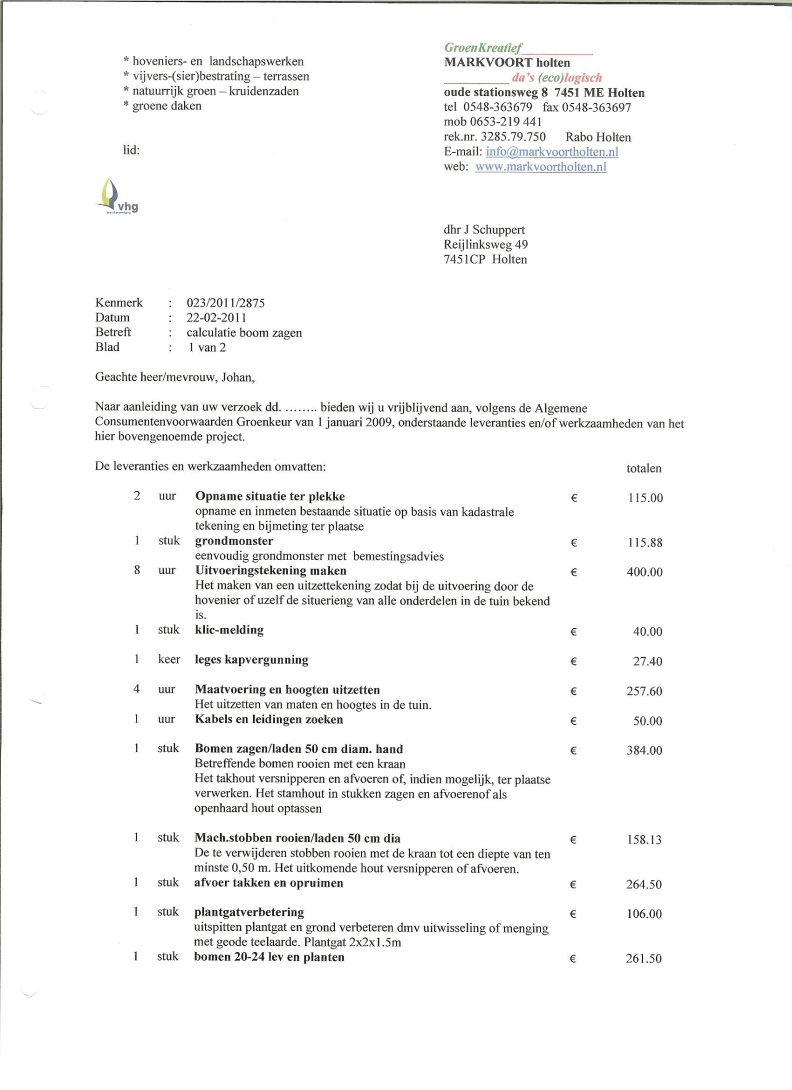 * hoveniers- en landschapswerken
* vijvers-(sier)bestrating – terrassen
* natuurrijk groen – kruidenzaden
* groene daken
lid:
vhg
GroenKreatief____________
MARKVOORT holten
___________ da's (eco)logisch
oude stationsweg 8 7451 ME Holten
tel 0548-363679 fax 0548-363697
mob 0653-219 441
rek.nr. 3285.79.750 Rabo Holten
E-mail: info@markvoortholten.nl
web: www.markvoortholten.nl
dhr J Schuppert
Reijlinksweg 49
7451CP Holten
Kenmerk : 023/2011/2875
Datum : 22-02-2011
Betreft : calculatie boom zagen
Blad : 1 van 2
Geachte heer/mevrouw, Johan,
Naar aanleiding van uw verzoek dd. …….. bieden wij u vrijblijvend aan, volgens de Algemene
Consumentenvoorwaarden Groenkeur van 1 januari 2009, onderstaande leveranties en/of werkzaamheden van het
hier bovengenoemde project.
De leveranties en werkzaamheden omvatten: totalen
2 uur Opname situatie ter plekke € 115.00
opname en inmeten bestaande situatie op basis van kadastrale
tekening en bijmeting ter plaatse
1 stuk grondmonster € 115.88
eenvoudig grondmonster met bemestingsadvies
8 uur Uitvoeringstekening maken € 400.00
Het maken van een uitzettekening zodat bij de uitvoering door de
hovenier of uzelf de situerieng van alle onderdelen in de tuin bekend
is.
1 stuk klic-melding € 40.00
1 keer leges kapvergunning € 27.40
4 uur Maatvoering en hoogten uitzetten € 257.60
Het uitzetten van maten en hoogtes in de tuin.
1 uur Kabels en leidingen zoeken € 50.00
1 stuk Bomen zagen/laden 50 cm diam. hand € 384.00
Betreffende bomen rooien met een kraan
Het takhout versnipperen en afvoeren of, indien mogelijk, ter plaatse
verwerken. Het stamhout in stukken zagen en afvoerenof als
openhaard hout optassen
1 stuk Mach.stobben rooien/laden 50 cm dia € 158.13
De te verwijderen stobben rooien met de kraan tot een diepte van ten
minste 0,50 m. Het uitkomende hout versnipperen of afvoeren.
1 stuk afvoer takken en opruimen € 264.50
1 stuk plantgatverbetering € 106.00
uitspitten plantgat en grond verbeteren dmv uitwisseling of menging
met geode teelaarde. Plantgat 2x2x1.5m
1 stuk bomen 20-24 lev en planten € 261.50